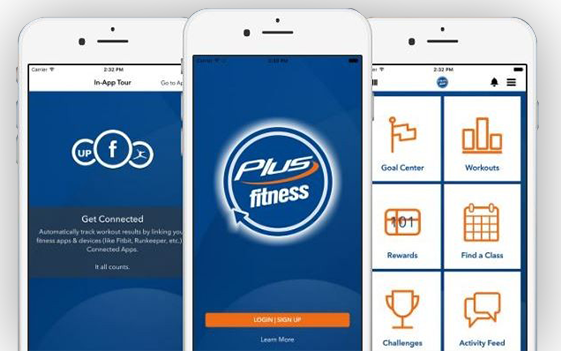 Carrier
2:32 PM
In-App Tour
Go to Ap
UP
f
Get Connected
Automatically track workout results by linking you
fitness apps & devices (like Fitbit, Runkeeper, etc.)
Connected Apps.
It all counts.
Plus
fitness
LOGIN | SIGN UP
Learn More
2:32 PM
Goal Center
Workouts
101
Rewards
Find a Class
Challenges
Activity Feed